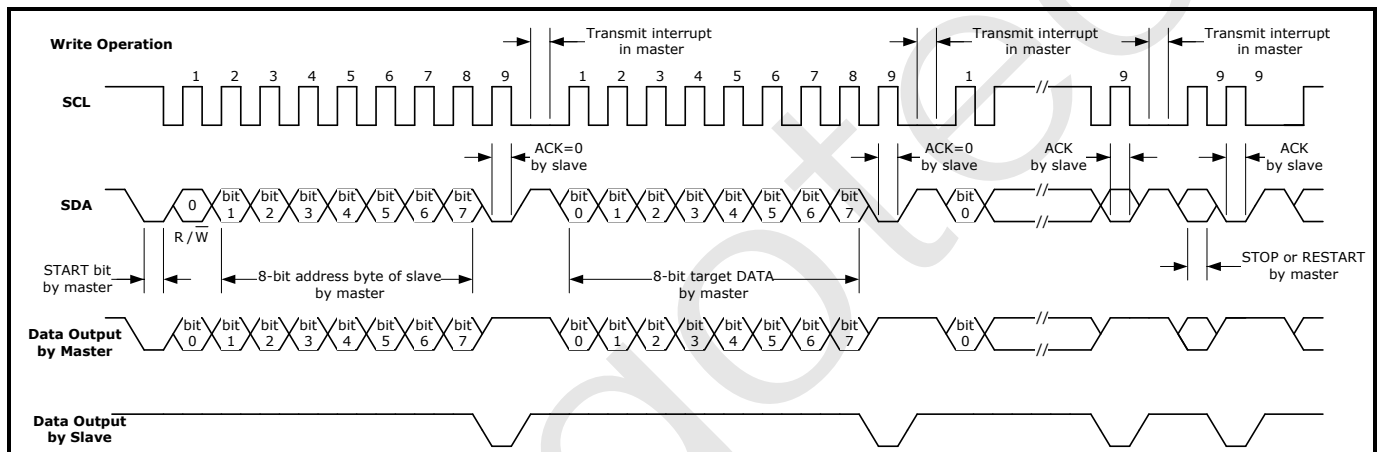 Write Operation
Transmit interrupt
in master
Transmit interrupt
in master
Transmit interrupt
in master
SCL
1 2 3 4 5 6 7 8 9 1 2 3 4 5 6 7 8 9 1 9 9 9
//
ACK=0
by slave
ACK=0
by slave
ACK
by slave
ACK
by slave
SDA
0 bit 1 bit 2 bit 3 bit 4 bit 5 bit 6 bit 7 bit 0 bit 1 bit 2 bit 3 bit 4 bit 5 bit 6 bit 7 bit 0
//
R/W̅
START bit
by master
8-bit address byte of slave
by master
8-bit target DATA
by master
STOP or RESTART
by master
Data Output
by Master
bit 0 bit 1 bit 2 bit 3 bit 4 bit 5 bit 6 bit 7 bit 0 bit 1 bit 2 bit 3 bit 4 bit 5 bit 6 bit 7 bit 0
//
Data Output
by Slave
//